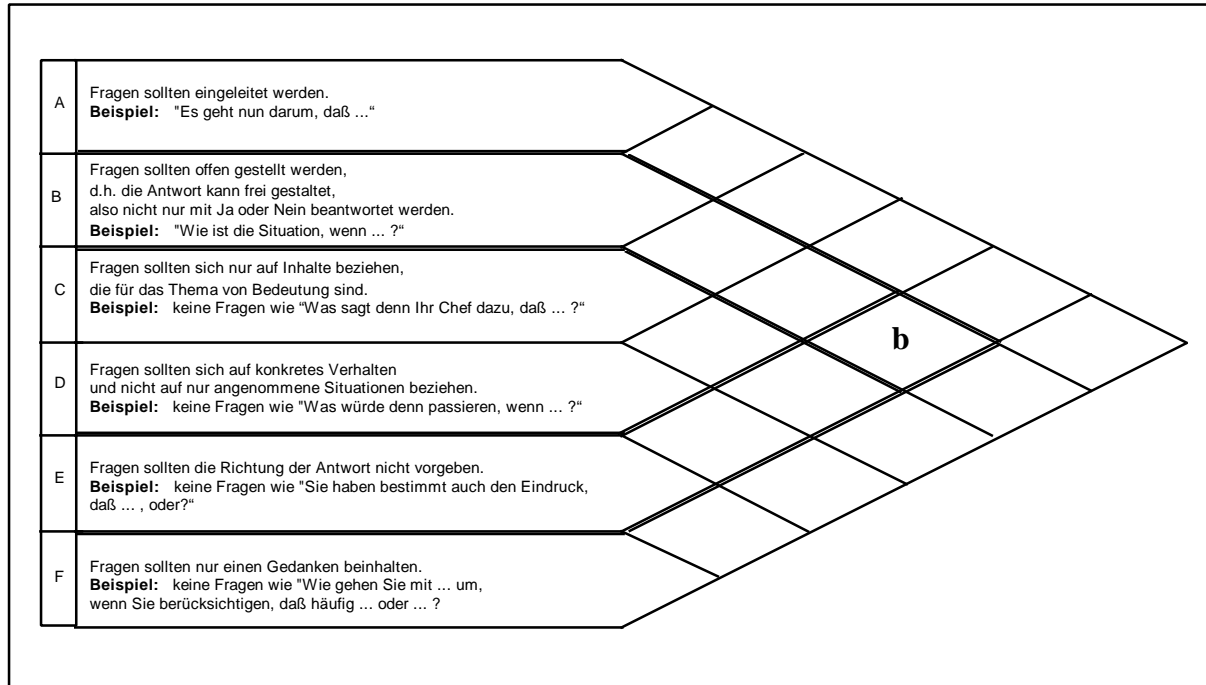 A
Fragen sollten eingeleitet werden.
Beispiel: "Es geht nun darum, daß ...“
B
Fragen sollten offen gestellt werden,
d.h. die Antwort kann frei gestaltet,
also nicht nur mit Ja oder Nein beantwortet werden.
Beispiel: "Wie ist die Situation, wenn ... ?“
C
Fragen sollten sich nur auf Inhalte beziehen,
die für das Thema von Bedeutung sind.
Beispiel: keine Fragen wie “Was sagt denn Ihr Chef dazu, daß ... ?“
b
D
Fragen sollten sich auf konkretes Verhalten
und nicht auf nur angenommene Situationen beziehen.
Beispiel: keine Fragen wie "Was würde denn passieren, wenn ... ?“
E
Fragen sollten die Richtung der Antwort nicht vorgeben.
Beispiel: keine Fragen wie "Sie haben bestimmt auch den Eindruck,
daß ... , oder?“
F
Fragen sollten nur einen Gedanken beinhalten.
Beispiel: keine Fragen wie "Wie gehen Sie mit ... um,
wenn Sie berücksichtigen, daß häufig ... oder ... ?